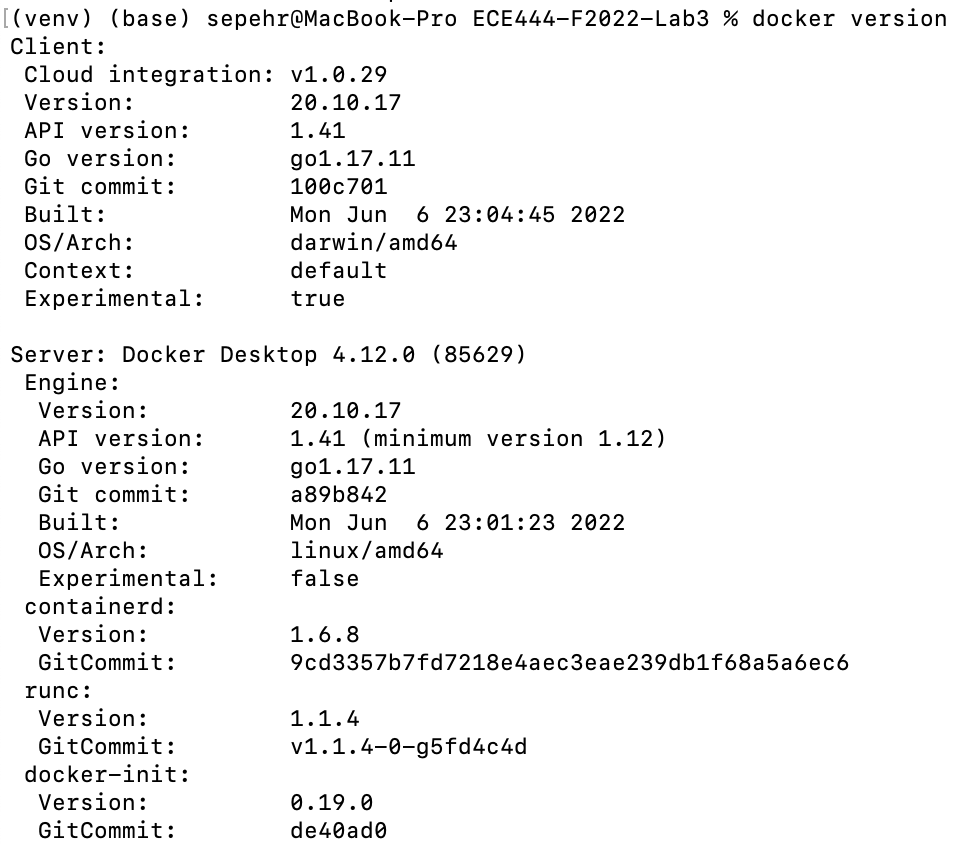 [(venv) (base) sepehr@MacBook-Pro ECE444-F2022-Lab3 % docker version
Client:
 Cloud integration: v1.0.29
 Version:           20.10.17
 API version:       1.41
 Go version:        go1.17.11
 Git commit:        100c701
 Built:             Mon Jun  6 23:04:45 2022
 OS/Arch:           darwin/amd64
 Context:           default
 Experimental:      true

Server: Docker Desktop 4.12.0 (85629)
 Engine:
  Version:          20.10.17
  API version:      1.41 (minimum version 1.12)
  Go version:       go1.17.11
  Git commit:       a89b842
  Built:            Mon Jun  6 23:01:23 2022
  OS/Arch:          linux/amd64
  Experimental:     false
 containerd:
  Version:          1.6.8
  GitCommit:        9cd3357b7fd7218e4aec3eae239db1f68a5a6ec6
 runc:
  Version:          1.1.4
  GitCommit:        v1.1.4-0-g5fd4c4d
 docker-init:
  Version:          0.19.0
  GitCommit:        de40ad0